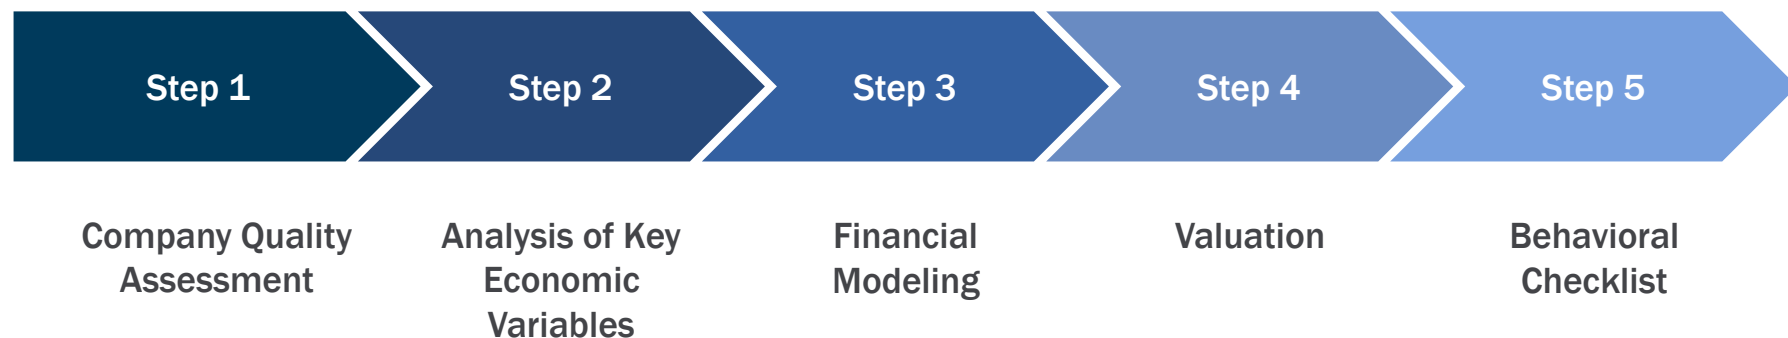 Step 1
Step 2
Step 3
Step 4
Step 5
Company Quality
Assessment
Analysis of Key
Economic
Variables
Financial
Modeling
Valuation
Behavioral
Checklist